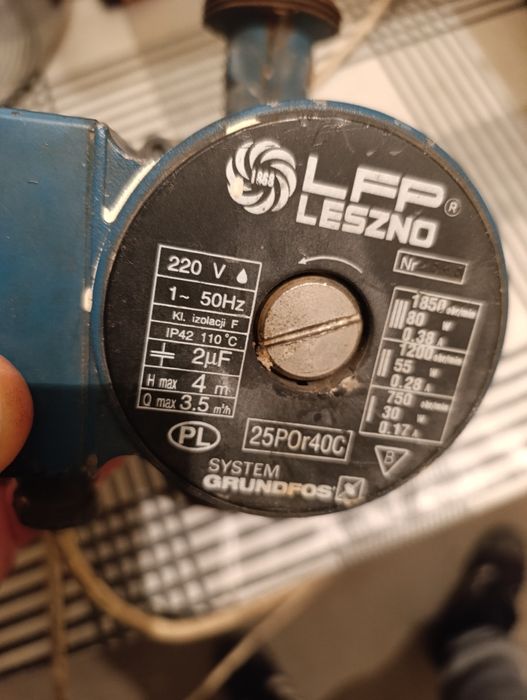 1868
LFP®
LESZNO
Nr
220 V
1~ 50Hz
Kl. izolacji F
IP42 110°C
2µF
H max 4 m
Q max 3.5 m³/h
1850 obr/min
80 W
0.38 A
1200 obr/min
55 W
0.28 A
750 obr/min
30 W
0.17 A
PL
25POr40C
B
SYSTEM
GRUNDFOS